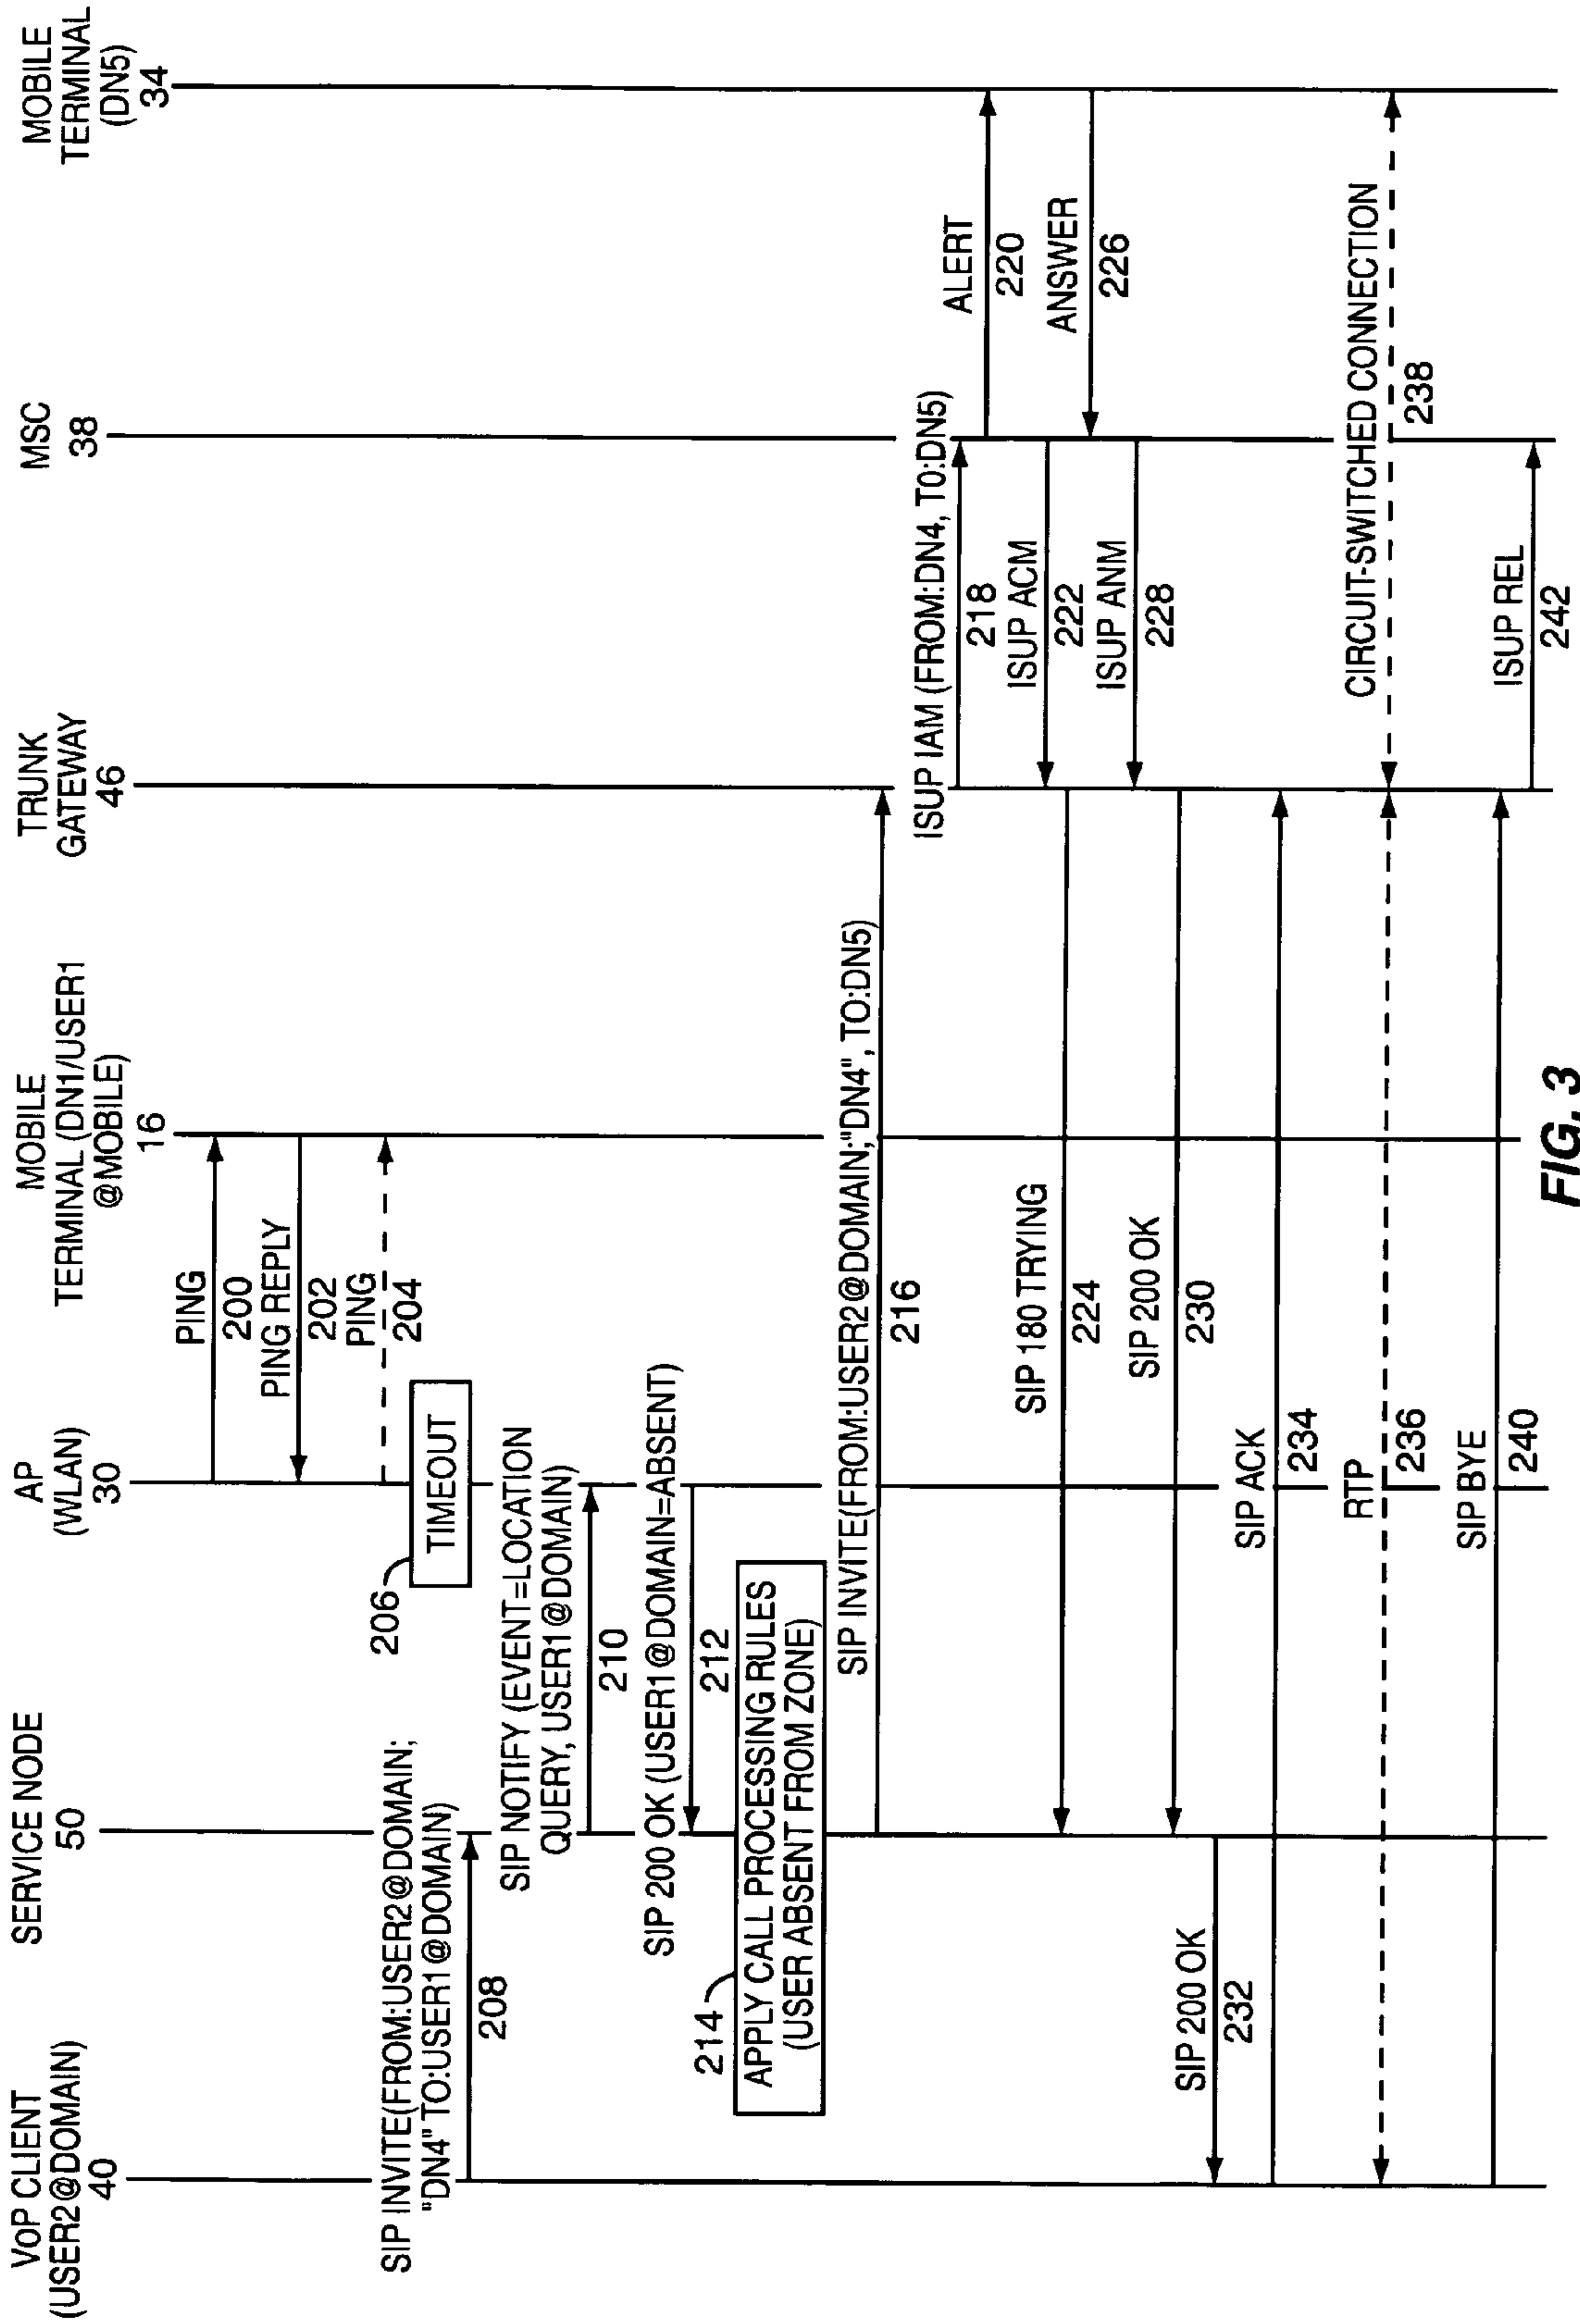 VoP CLIENT
(USER2@DOMAIN)
40
SERVICE NODE
50
AP
(WLAN)
30
MOBILE
TERMINAL (DN1/USER1
@MOBILE)
16
TRUNK
GATEWAY
46
MSC
38
MOBILE
TERMINAL
(DN5)
34
PING
200
PING REPLY
202
PING
204
206
TIMEOUT
SIP INVITE(FROM:USER2@DOMAIN;
"DN4" TO:USER1@DOMAIN)
208
SIP NOTIFY (EVENT=LOCATION
QUERY, USER1@DOMAIN)
210
SIP 200 OK (USER1@DOMAIN=ABSENT)
212
214
APPLY CALL PROCESSING RULES
(USER ABSENT FROM ZONE)
SIP INVITE(FROM:USER2@DOMAIN;"DN4", TO:DN5)
216
ISUP IAM (FROM:DN4, TO:DN5)
218
ALERT
220
ISUP ACM
222
SIP 180 TRYING
224
ANSWER
226
ISUP ANM
228
SIP 200 OK
230
SIP 200 OK
232
SIP ACK
234
RTP
236
CIRCUIT-SWITCHED CONNECTION
238
SIP BYE
240
ISUP REL
242
FIG. 3